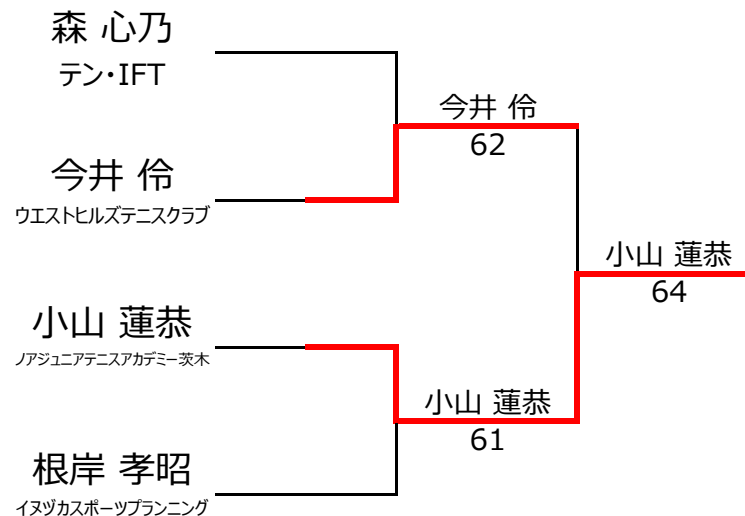 森 心乃
テン・IFT
今井 伶
62
今井 伶
ウエストヒルズテニスクラブ
小山 蓮恭
64
小山 蓮恭
ノアジュニアテニスアカデミー茨木
小山 蓮恭
61
根岸 孝昭
イヌヅカスポーツプランニング